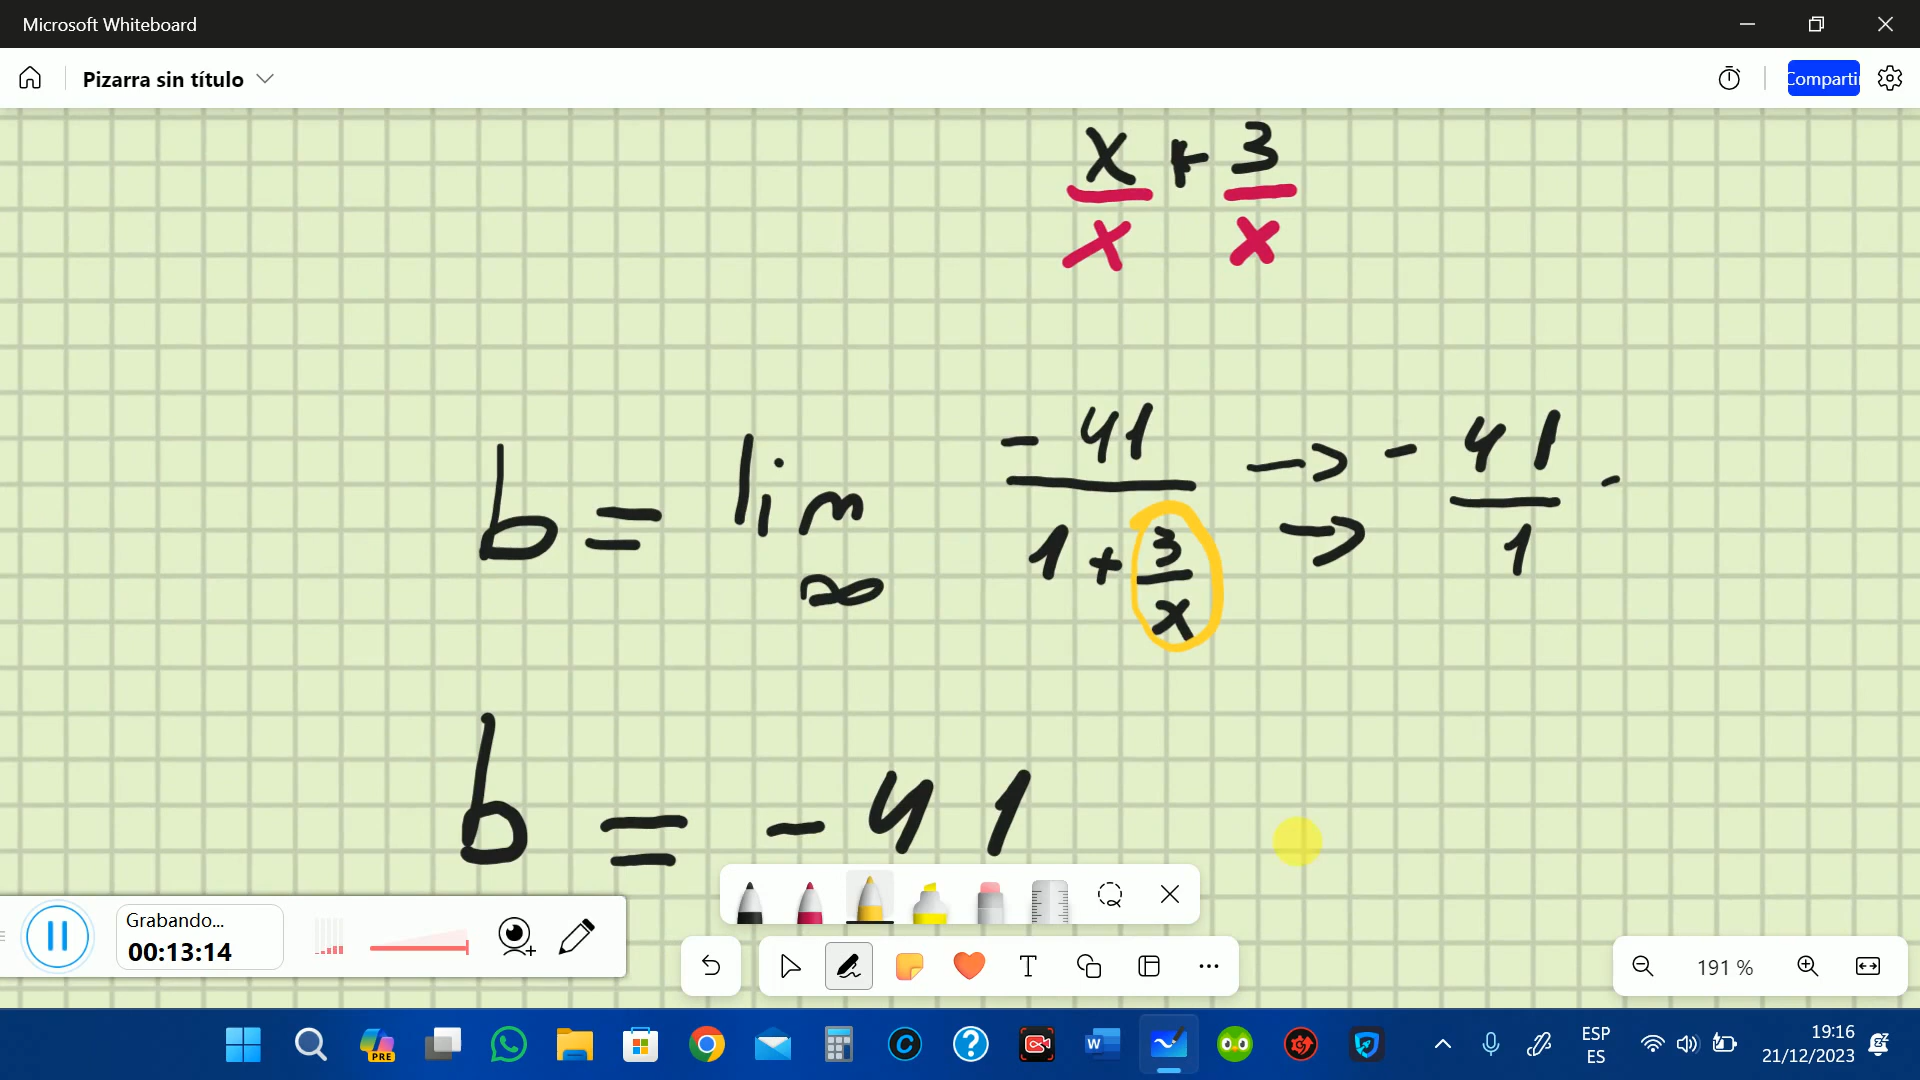 Microsoft Whiteboard
Pizarra sin título
Comparti
x + 3
x x
b = lim ∞ -41 / 1 + 3/x -> -> - 41 / 1 -
b = - 41
Grabando...
00:13:14
191 %
PRE
ESP
ES
19:16
21/12/2023